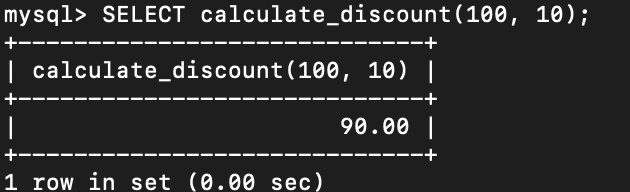 mysql> SELECT calculate_discount(100, 10);
+-----------------------------+
| calculate_discount(100, 10) |
+-----------------------------+
|                       90.00 |
+-----------------------------+
1 row in set (0.00 sec)